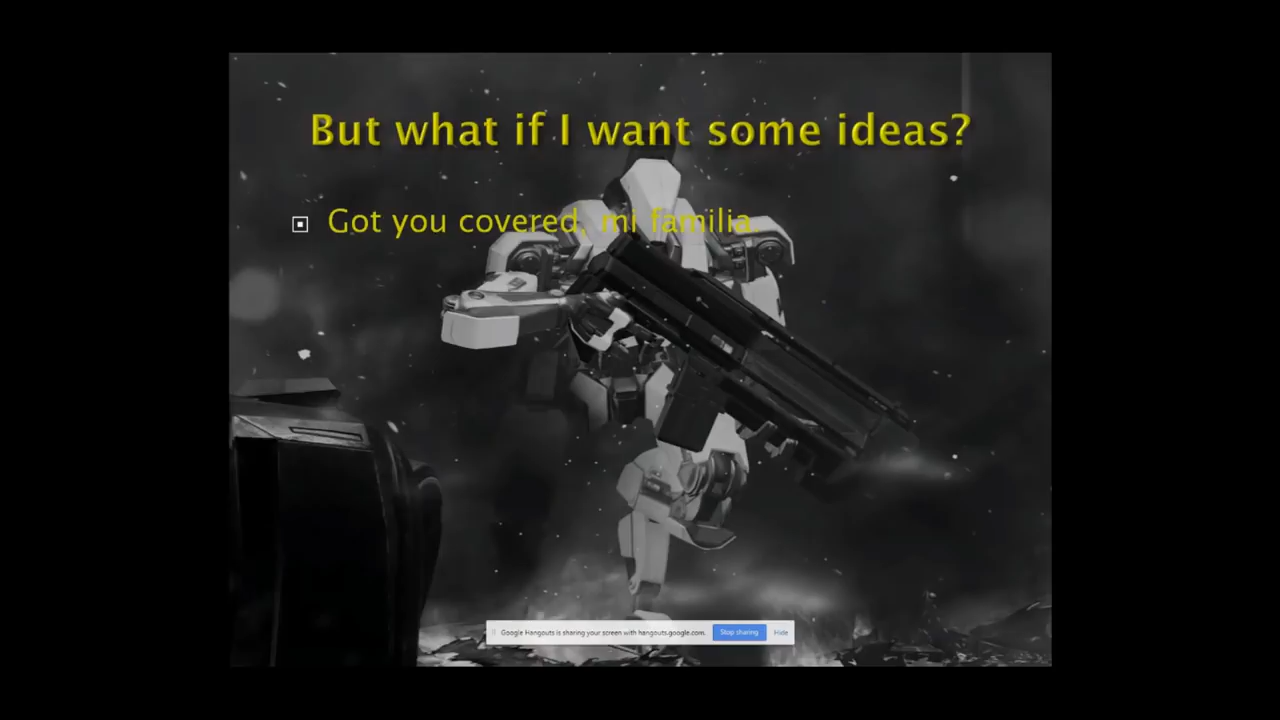 But what if I want some ideas?
Got you covered, mi familia.
Google Hangouts is sharing your screen with hangouts.google.com. Stop sharing Hide